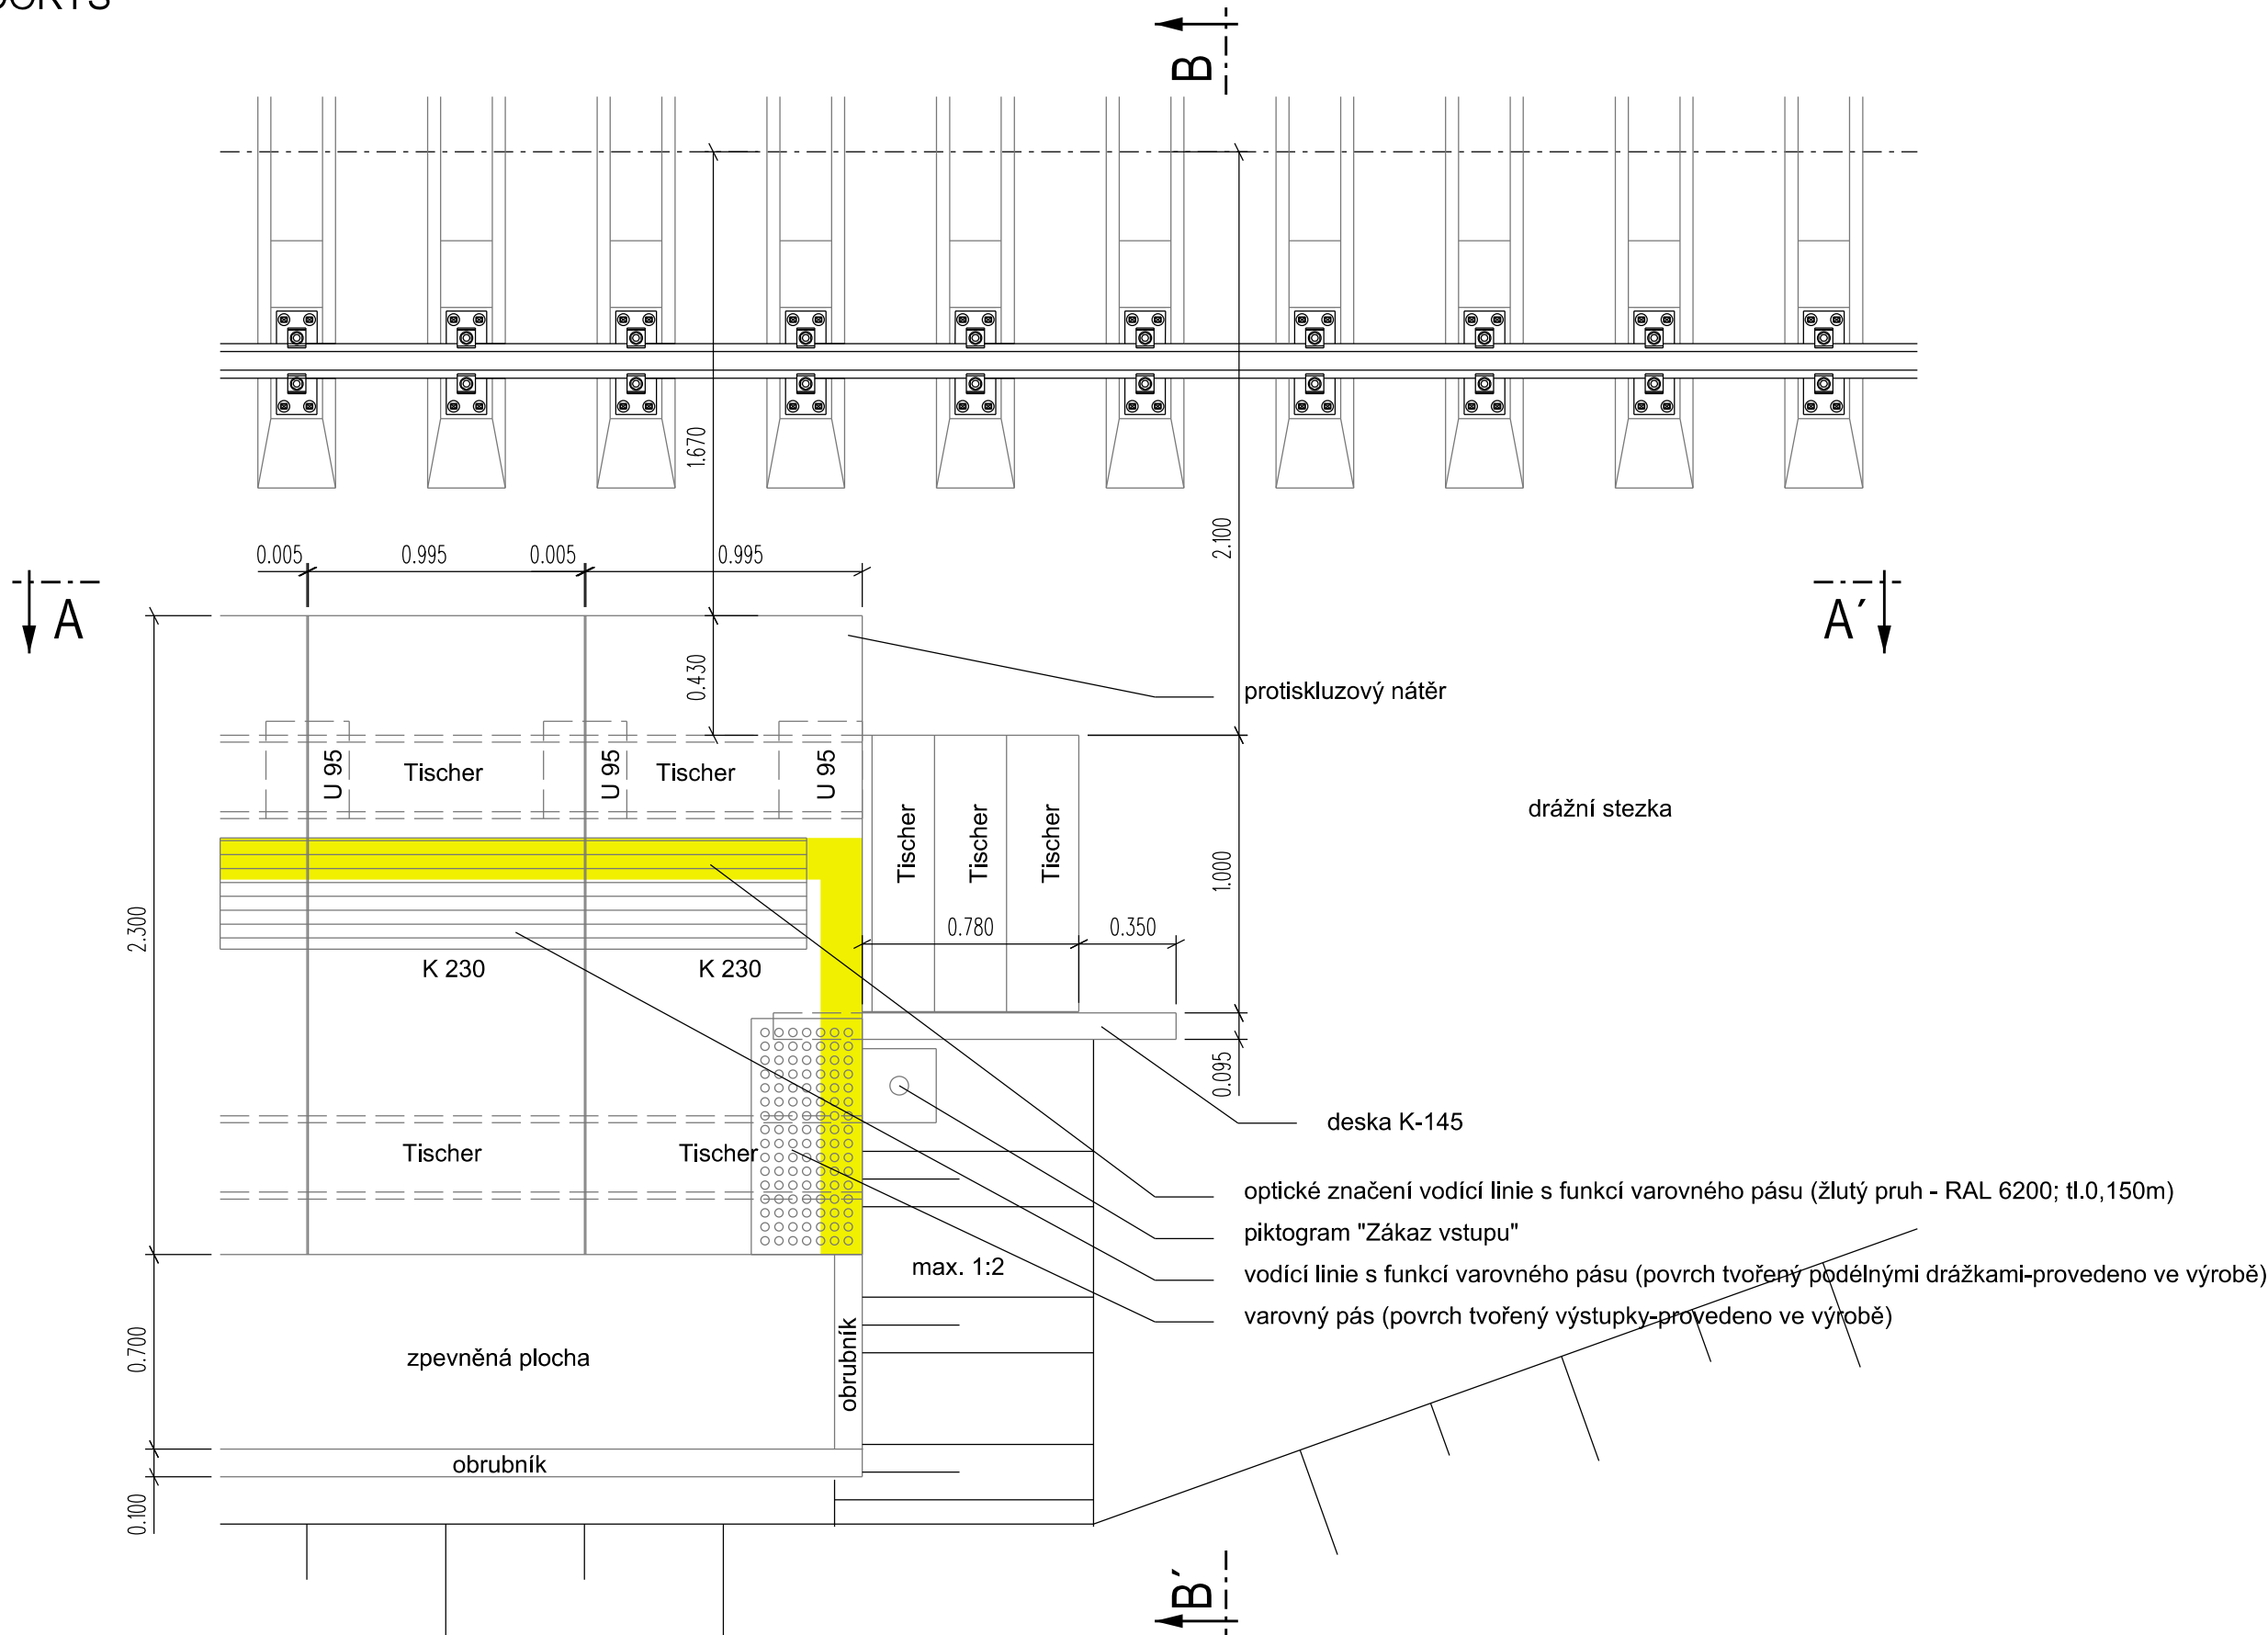 B
1.670
2.100
0.005
0.995
0.005
0.995
A
A´
0.430
protiskluzový nátěr
U 95
Tischer
U 95
Tischer
U 95
Tischer
Tischer
Tischer
drážní stezka
1.000
2.300
0.780
0.350
K 230
K 230
0.095
deska K-145
Tischer
Tischer
optické značení vodící linie s funkcí varovného pásu (žlutý pruh - RAL 6200; tl.0,150m)
piktogram "Zákaz vstupu"
max. 1:2
vodící linie s funkcí varovného pásu (povrch tvořený podélnými drážkami-provedeno ve výrobě)
varovný pás (povrch tvořený výstupky-provedeno ve výrobě)
0.700
zpevněná plocha
obrubník
obrubník
0.100
B´